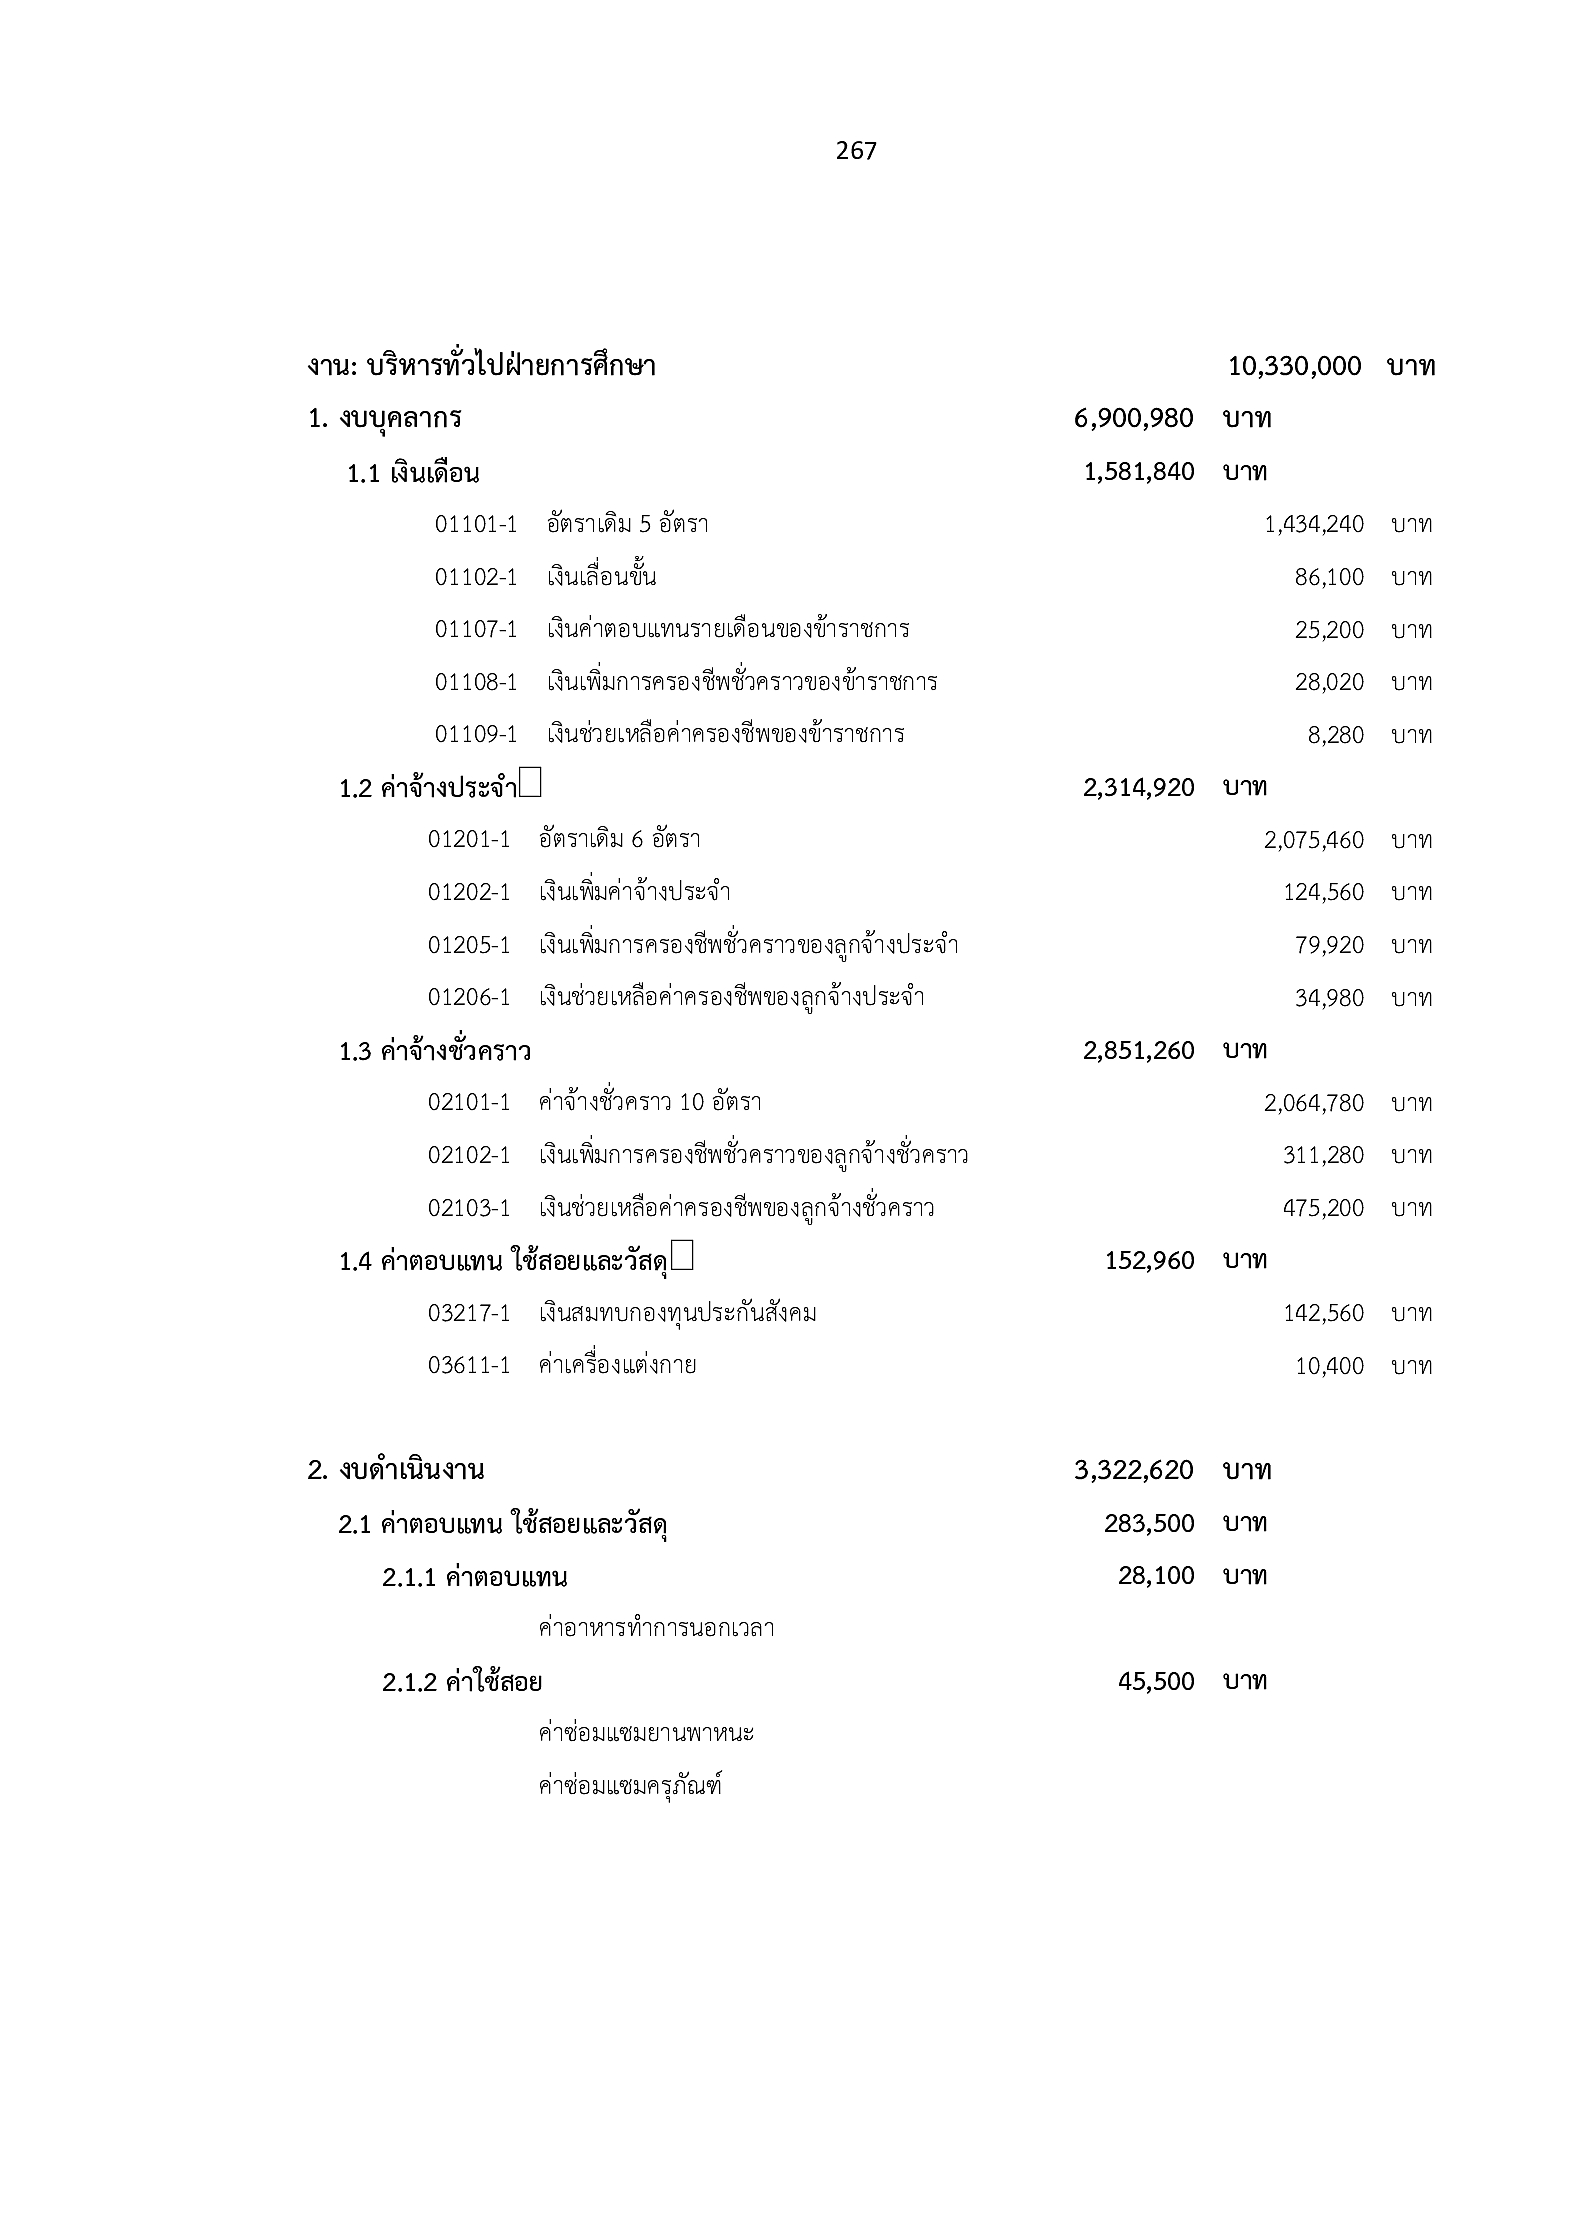 267
งาน: บริหารทั่วไปฝ่ายการศึกษา 10,330,000 บาท
1. งบบุคลากร 6,900,980 บาท
1.1 เงินเดือน 1,581,840 บาท
01101-1 อัตราเดิม 5 อัตรา 1,434,240 บาท
01102-1 เงินเลื่อนขั้น 86,100 บาท
01107-1 เงินค่าตอบแทนรายเดือนของข้าราชการ 25,200 บาท
01108-1 เงินเพิ่มการครองชีพชั่วคราวของข้าราชการ 28,020 บาท
01109-1 เงินช่วยเหลือค่าครองชีพของข้าราชการ 8,280 บาท
1.2 ค่าจ้างประจำ 2,314,920 บาท
01201-1 อัตราเดิม 6 อัตรา 2,075,460 บาท
01202-1 เงินเพิ่มค่าจ้างประจำ 124,560 บาท
01205-1 เงินเพิ่มการครองชีพชั่วคราวของลูกจ้างประจำ 79,920 บาท
01206-1 เงินช่วยเหลือค่าครองชีพของลูกจ้างประจำ 34,980 บาท
1.3 ค่าจ้างชั่วคราว 2,851,260 บาท
02101-1 ค่าจ้างชั่วคราว 10 อัตรา 2,064,780 บาท
02102-1 เงินเพิ่มการครองชีพชั่วคราวของลูกจ้างชั่วคราว 311,280 บาท
02103-1 เงินช่วยเหลือค่าครองชีพของลูกจ้างชั่วคราว 475,200 บาท
1.4 ค่าตอบแทน ใช้สอยและวัสดุ 152,960 บาท
03217-1 เงินสมทบกองทุนประกันสังคม 142,560 บาท
03611-1 ค่าเครื่องแต่งกาย 10,400 บาท
2. งบดำเนินงาน 3,322,620 บาท
2.1 ค่าตอบแทน ใช้สอยและวัสดุ 283,500 บาท
2.1.1 ค่าตอบแทน 28,100 บาท
ค่าอาหารทำการนอกเวลา
2.1.2 ค่าใช้สอย 45,500 บาท
ค่าซ่อมแซมยานพาหนะ
ค่าซ่อมแซมครุภัณฑ์